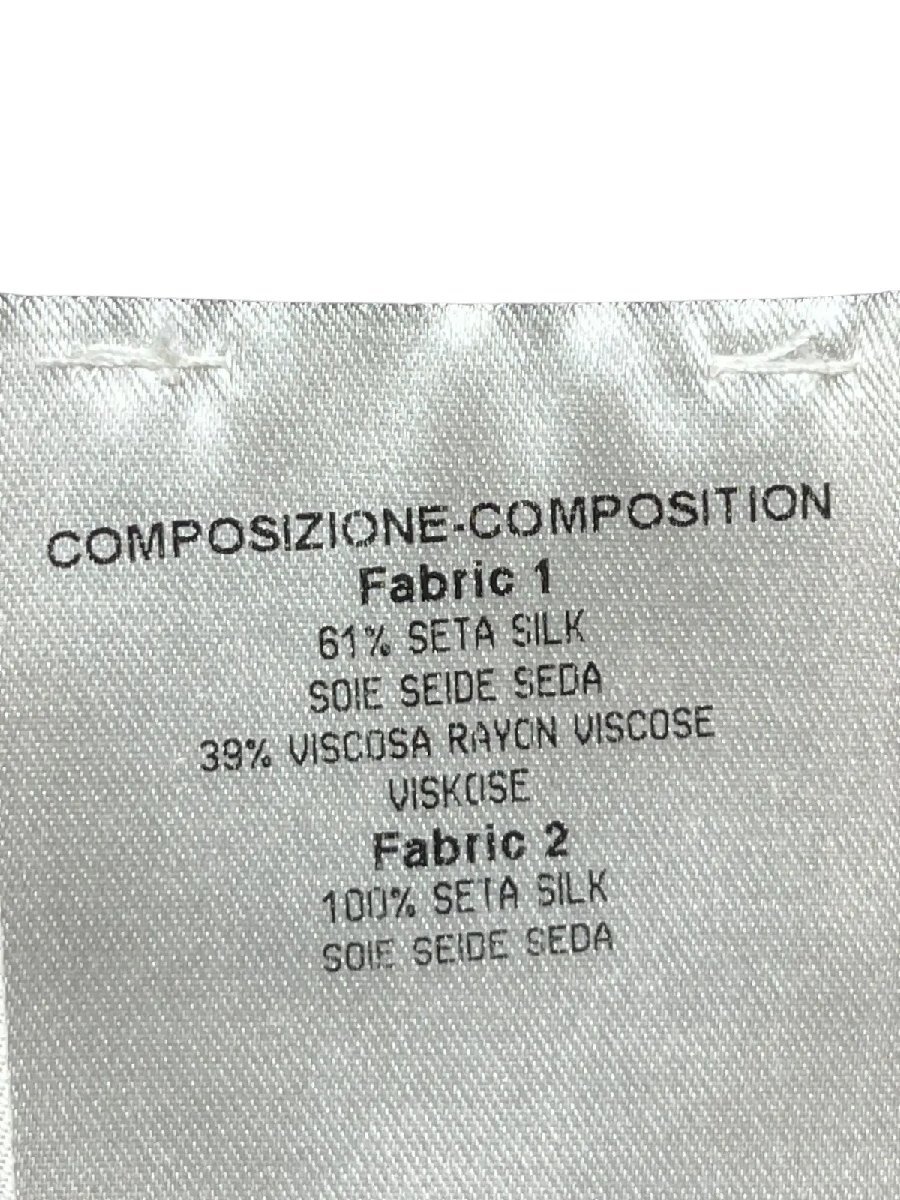 COMPOSIZIONE-COMPOSITION
Fabric 1
61% SETA SILK
SOIE SEIDE SEDA
39% VISCOSA RAYON VISCOSE
VISKOSE
Fabric 2
100% SETA SILK
SOIE SEIDE SEDA